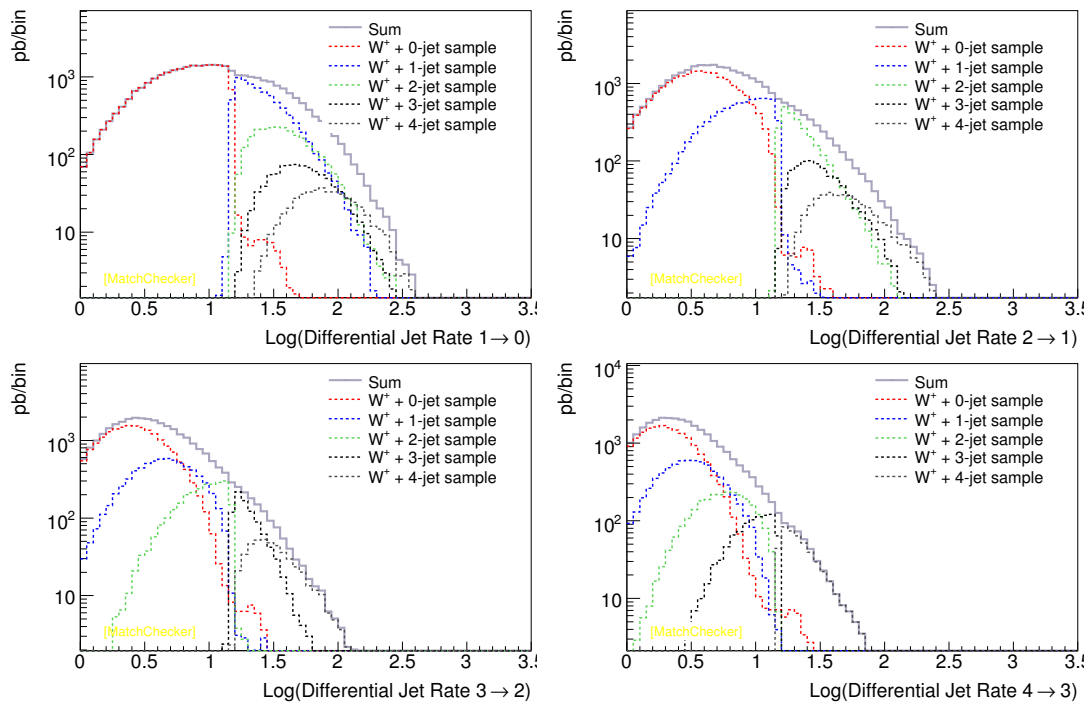 pb/bin
10³
10²
10
Sum
W⁺ + 0-jet sample
W⁺ + 1-jet sample
W⁺ + 2-jet sample
W⁺ + 3-jet sample
W⁺ + 4-jet sample
[MatchChecker]
0 0.5 1 1.5 2 2.5 3 3.5
Log(Differential Jet Rate 1→0)
pb/bin
10³
10²
10
Sum
W⁺ + 0-jet sample
W⁺ + 1-jet sample
W⁺ + 2-jet sample
W⁺ + 3-jet sample
W⁺ + 4-jet sample
[MatchChecker]
0 0.5 1 1.5 2 2.5 3 3.5
Log(Differential Jet Rate 2→1)
pb/bin
10³
10²
10
Sum
W⁺ + 0-jet sample
W⁺ + 1-jet sample
W⁺ + 2-jet sample
W⁺ + 3-jet sample
W⁺ + 4-jet sample
[MatchChecker]
0 0.5 1 1.5 2 2.5 3 3.5
Log(Differential Jet Rate 3→2)
pb/bin
10⁴
10³
10²
10
Sum
W⁺ + 0-jet sample
W⁺ + 1-jet sample
W⁺ + 2-jet sample
W⁺ + 3-jet sample
W⁺ + 4-jet sample
[MatchChecker]
0 0.5 1 1.5 2 2.5 3 3.5
Log(Differential Jet Rate 4→3)